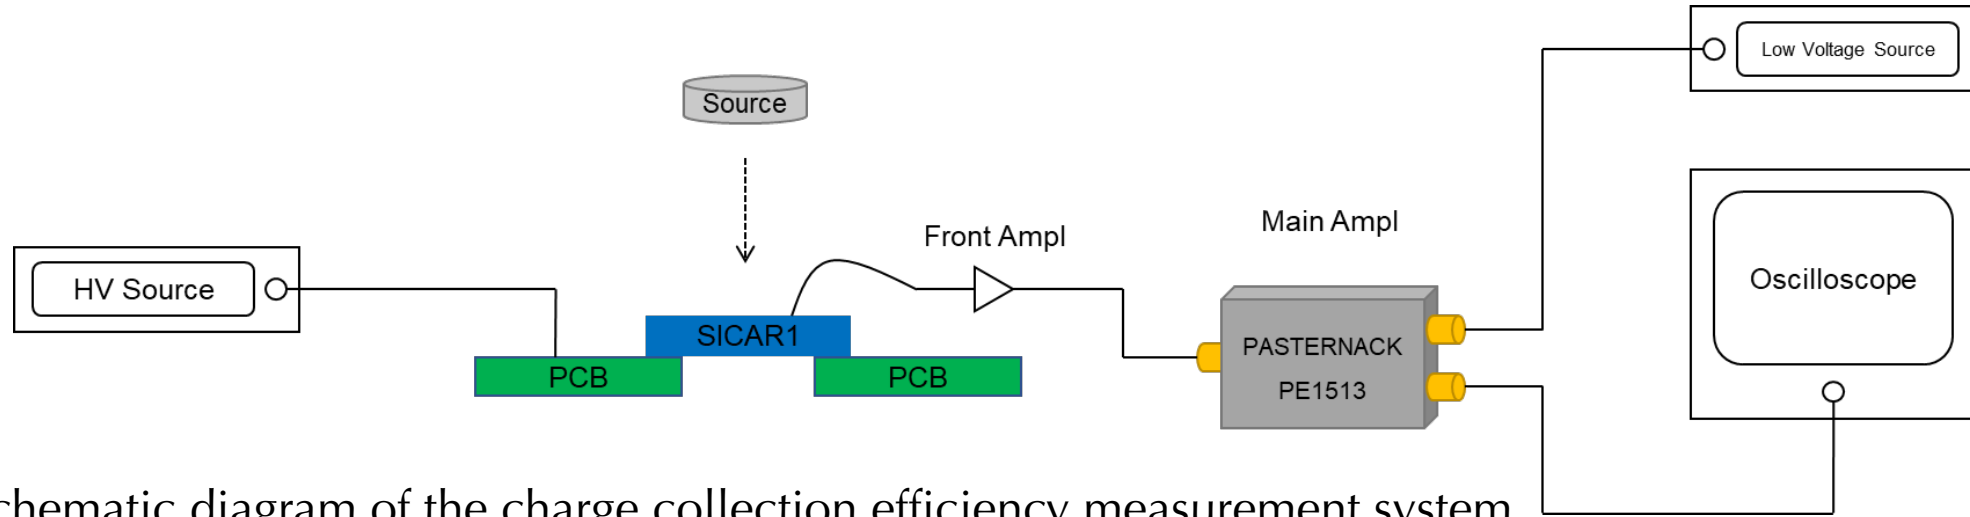 Low Voltage Source
Source
Main Ampl
Front Ampl
HV Source
Oscilloscope
SICAR1
PASTERNACK
PE1513
PCB
PCB
chematic diagram of the charge collection efficiency measurement system